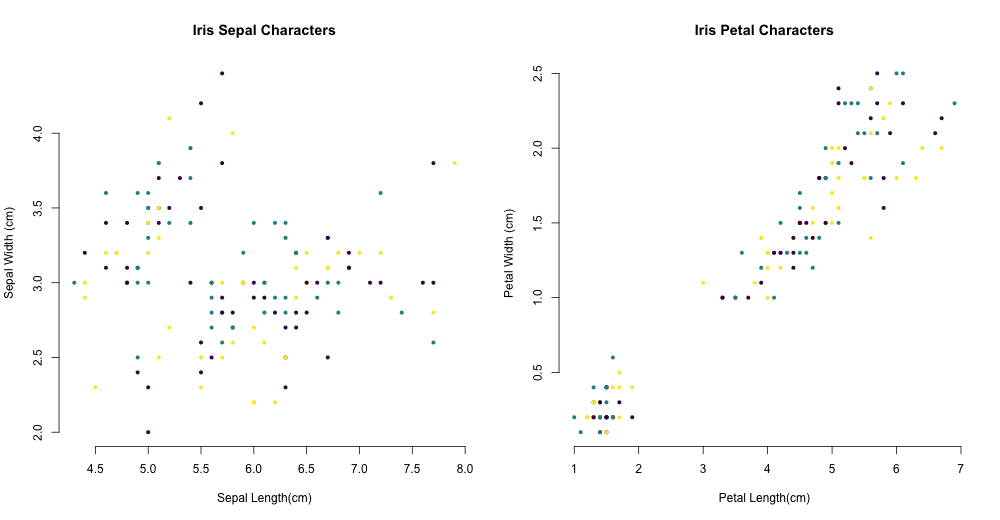 Iris Sepal Characters
Sepal Width (cm)
4.0
3.5
3.0
2.5
2.0
4.5 5.0 5.5 6.0 6.5 7.0 7.5 8.0
Sepal Length(cm)
Iris Petal Characters
Petal Width (cm)
2.5
2.0
1.5
1.0
0.5
1 2 3 4 5 6 7
Petal Length(cm)